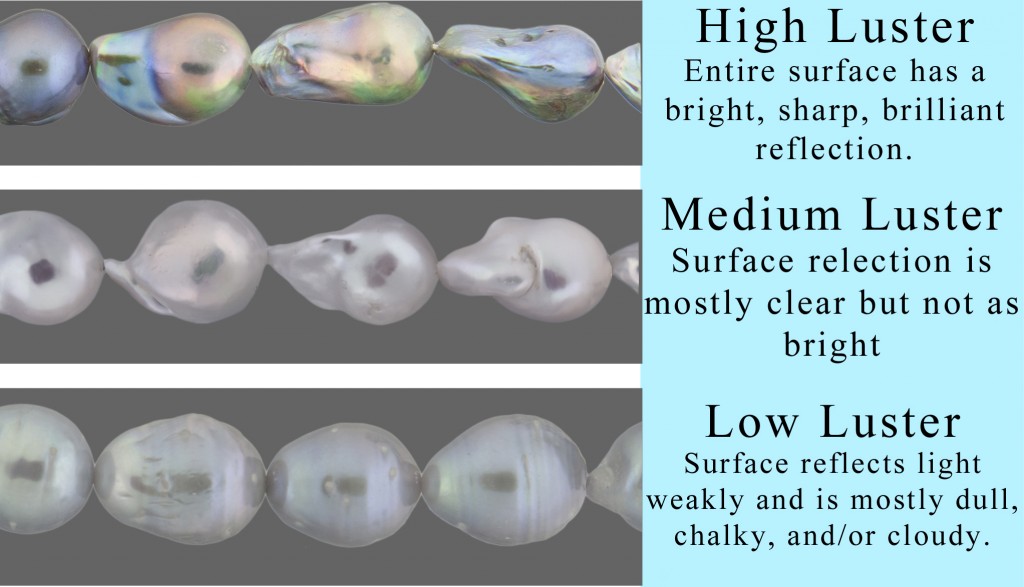 High Luster
Entire surface has a
bright, sharp, brilliant
reflection.
Medium Luster
Surface relection is
mostly clear but not as
bright
Low Luster
Surface reflects light
weakly and is mostly dull,
chalky, and/or cloudy.